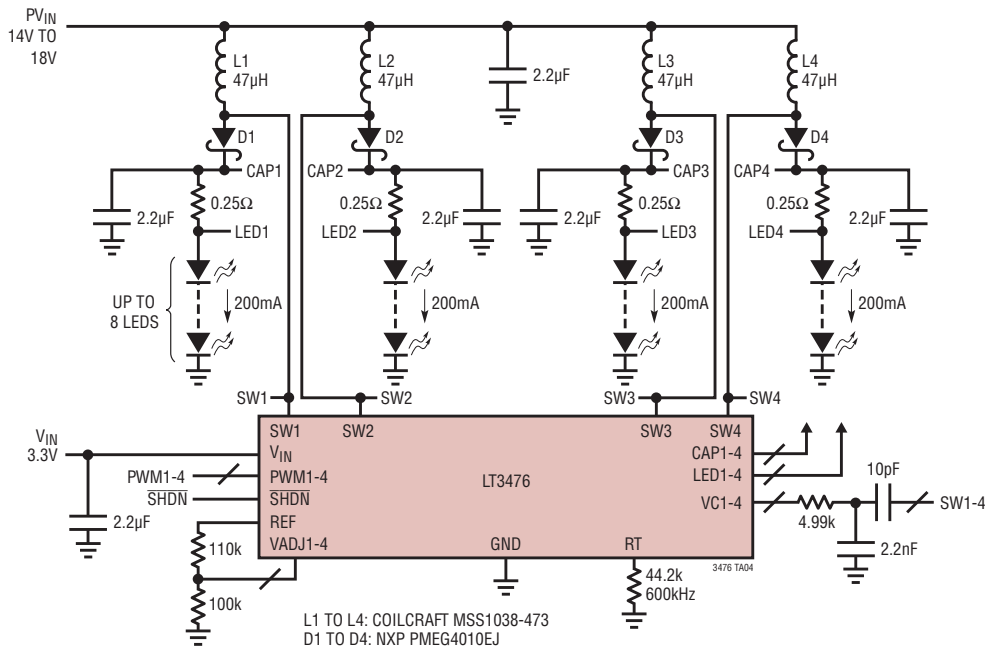 PVIN
14V TO
18V
L1
47µH
L2
47µH
2.2µF
L3
47µH
L4
47µH
D1
D2
D3
D4
CAP1
CAP2
CAP3
CAP4
2.2µF
0.25Ω
0.25Ω
2.2µF
2.2µF
0.25Ω
0.25Ω
2.2µF
LED1
LED2
LED3
LED4
UP TO
8 LEDS
200mA
200mA
200mA
200mA
SW1
SW2
SW3
SW4
SW1
SW2
SW3
SW4
VIN
3.3V
VIN
CAP1-4
PWM1-4
PWM1-4
LT3476
LED1-4
10pF
SHDN
SHDN
VC1-4
SW1-4
4.99k
2.2µF
REF
110k
VADJ1-4
GND
RT
2.2nF
3476 TA04
44.2k
600kHz
100k
L1 TO L4: COILCRAFT MSS1038-473
D1 TO D4: NXP PMEG4010EJ